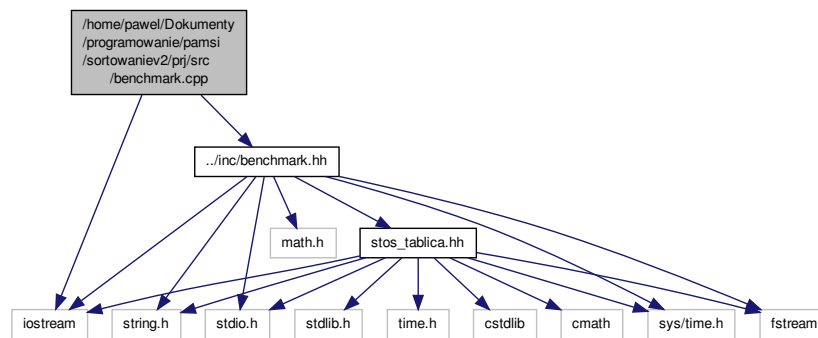 /home/pawel/Dokumenty
/programowanie/pamsi
/sortowaniev2/prj/src
/benchmark.cpp
../inc/benchmark.hh
math.h
stos_tablica.hh
iostream
string.h
stdio.h
stdlib.h
time.h
cstdlib
cmath
sys/time.h
fstream